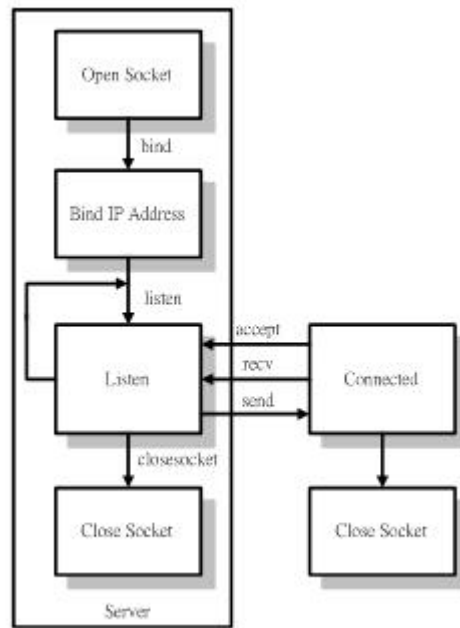 Open Socket
bind
Bind IP Address
listen
accept
Listen
recv
Connected
send
closesocket
Close Socket
Close Socket
Server